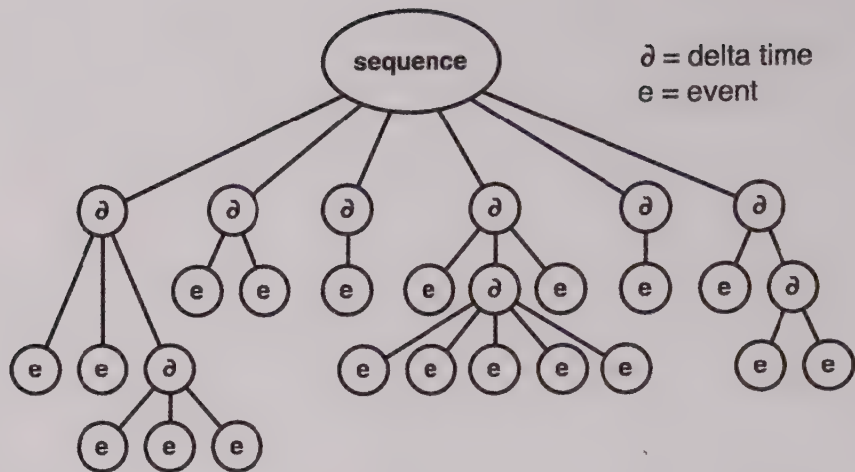 sequence
∂ = delta time
e = event
∂ ∂ ∂ ∂ ∂ ∂
e e e e ∂ e e e ∂
e e ∂ e e e e e e e
e e e